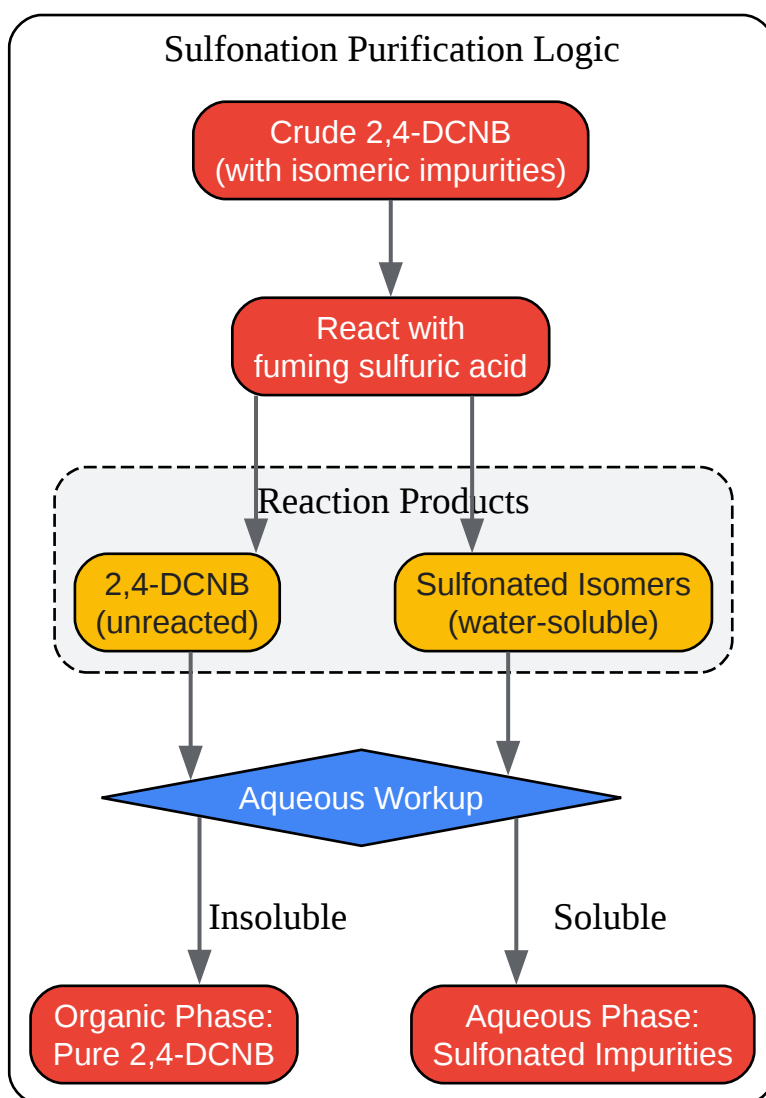 Sulfonation Purification Logic
Crude 2,4-DCNB
(with isomeric impurities)
React with
fuming sulfuric acid
Reaction Products
2,4-DCNB
(unreacted)
Sulfonated Isomers
(water-soluble)
Aqueous Workup
Insoluble
Soluble
Organic Phase:
Pure 2,4-DCNB
Aqueous Phase:
Sulfonated Impurities